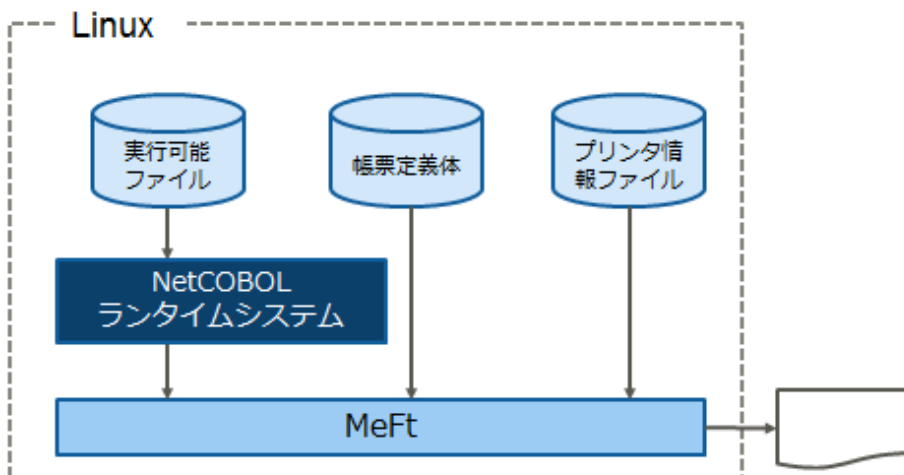 Linux
実行可能
ファイル
帳票定義体
プリンタ情
報ファイル
NetCOBOL
ランタイムシステム
MeFt